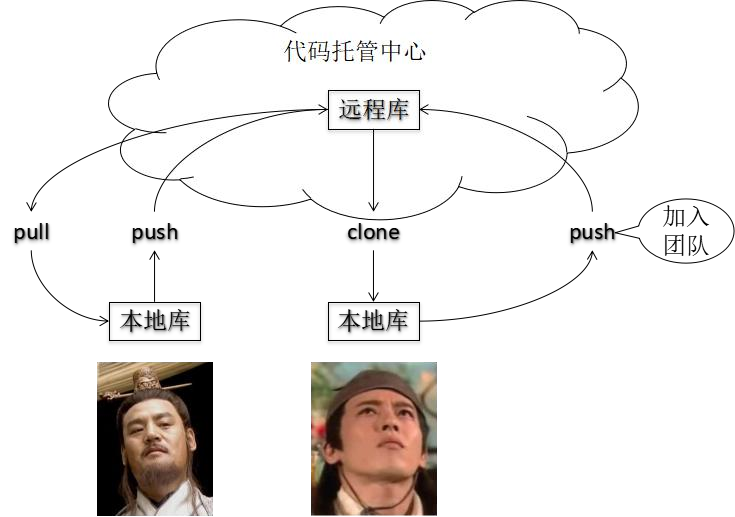 代码托管中心
远程库
pull
push
clone
push
加入
团队
本地库
本地库